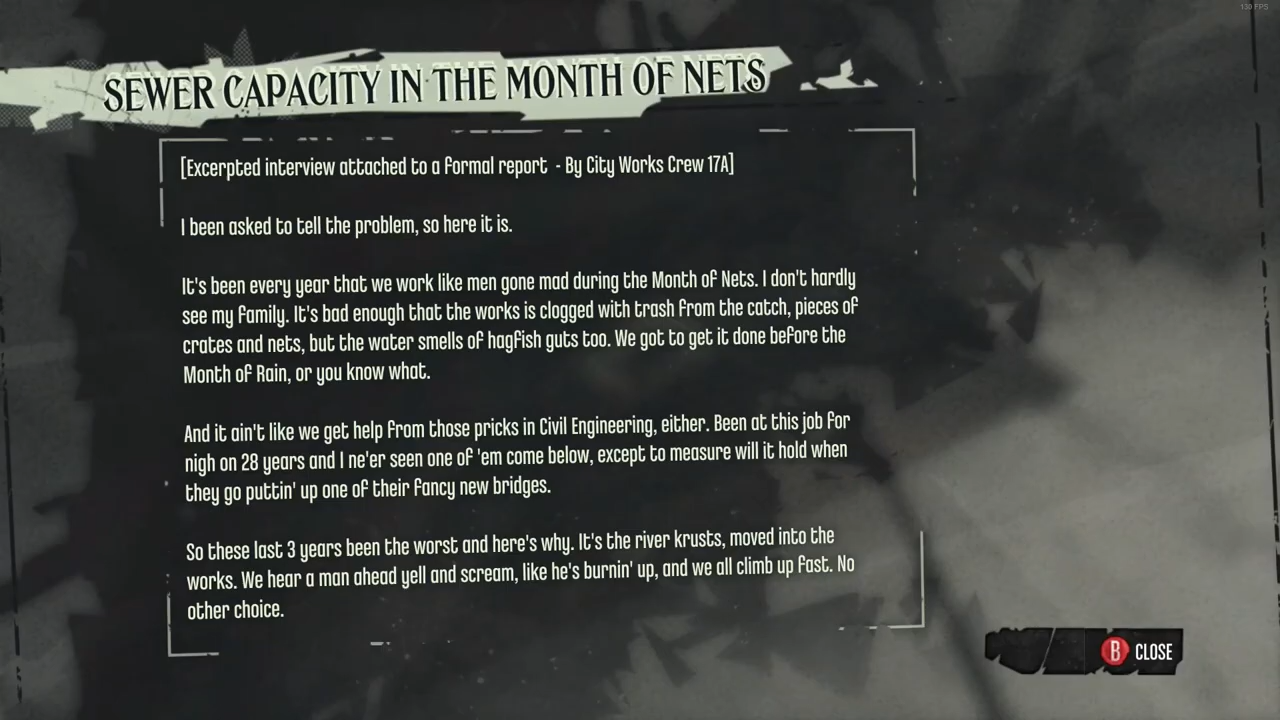 130 FPS
SEWER CAPACITY IN THE MONTH OF NETS
[Excerpted interview attached to a formal report - By City Works Crew 17A]
I been asked to tell the problem, so here it is.
It's been every year that we work like men gone mad during the Month of Nets. I don't hardly
see my family. It's bad enough that the works is clogged with trash from the catch, pieces of
crates and nets, but the water smells of hagfish guts too. We got to get it done before the
Month of Rain, or you know what.
And it ain't like we get help from those pricks in Civil Engineering, either. Been at this job for
nigh on 28 years and I ne'er seen one of 'em come below, except to measure will it hold when
they go puttin' up one of their fancy new bridges.
So these last 3 years been the worst and here's why. It's the river krusts, moved into the
works. We hear a man ahead yell and scream, like he's burnin' up, and we all climb up fast. No
other choice.
B CLOSE